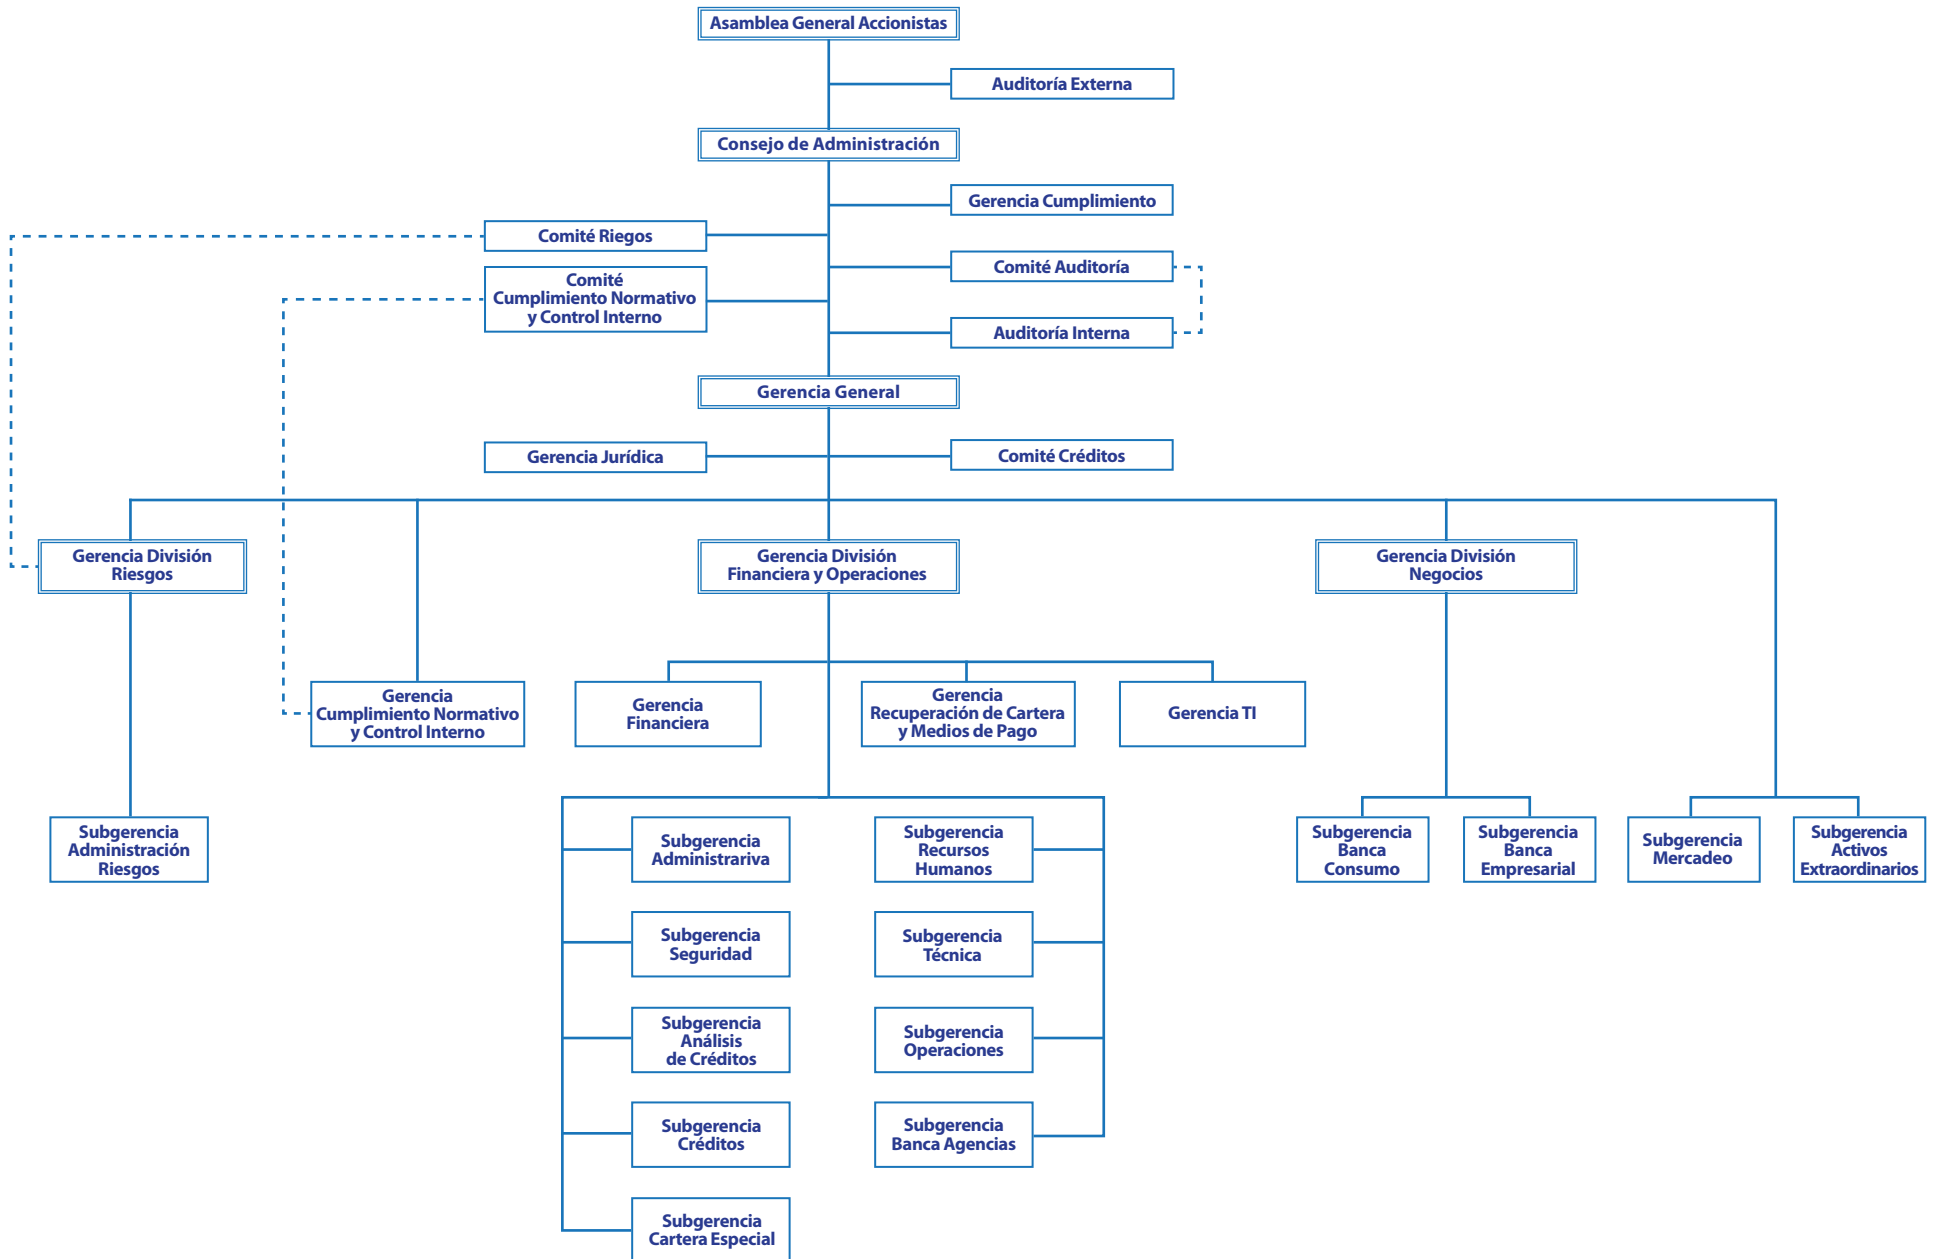 Asamblea General Accionistas
Auditoría Externa
Consejo de Administración
Gerencia Cumplimiento
Comité Riegos
Comité Auditoría
Comité
Cumplimiento Normativo
y Control Interno
Auditoría Interna
Gerencia General
Gerencia Jurídica
Comité Créditos
Gerencia División
Riesgos
Gerencia División
Financiera y Operaciones
Gerencia División
Negocios
Gerencia
Cumplimiento Normativo
y Control Interno
Gerencia
Financiera
Gerencia
Recuperación de Cartera
y Medios de Pago
Gerencia TI
Subgerencia
Administración
Riesgos
Subgerencia
Administrariva
Subgerencia
Recursos
Humanos
Subgerencia
Banca
Consumo
Subgerencia
Banca
Empresarial
Subgerencia
Mercadeo
Subgerencia
Activos
Extraordinarios
Subgerencia
Seguridad
Subgerencia
Técnica
Subgerencia
Análisis
de Créditos
Subgerencia
Operaciones
Subgerencia
Créditos
Subgerencia
Banca Agencias
Subgerencia
Cartera Especial